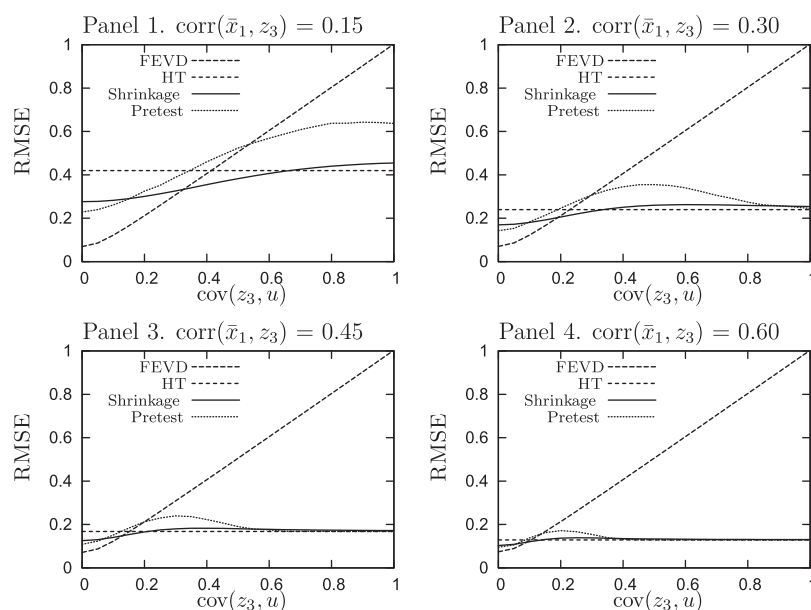 Panel 1. corr(x̄₁, z₃) = 0.15
RMSE
1
0.8
0.6
0.4
0.2
0
FEVD
HT
Shrinkage
Pretest
0 0.2 0.4 0.6 0.8 1
cov(z₃, u)
Panel 2. corr(x̄₁, z₃) = 0.30
RMSE
1
0.8
0.6
0.4
0.2
0
FEVD
HT
Shrinkage
Pretest
0 0.2 0.4 0.6 0.8 1
cov(z₃, u)
Panel 3. corr(x̄₁, z₃) = 0.45
RMSE
1
0.8
0.6
0.4
0.2
0
FEVD
HT
Shrinkage
Pretest
0 0.2 0.4 0.6 0.8 1
cov(z₃, u)
Panel 4. corr(x̄₁, z₃) = 0.60
RMSE
1
0.8
0.6
0.4
0.2
0
FEVD
HT
Shrinkage
Pretest
0 0.2 0.4 0.6 0.8 1
cov(z₃, u)